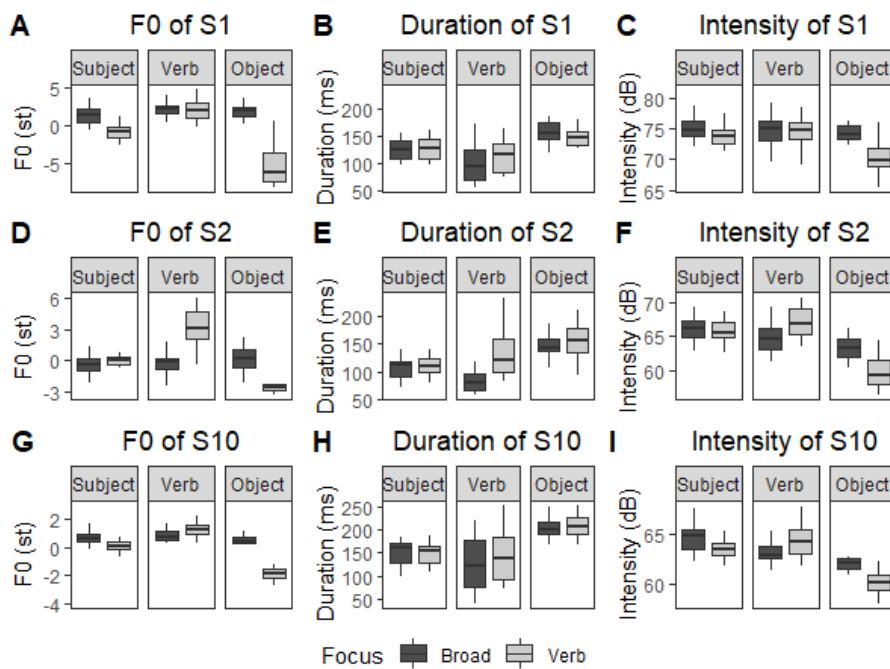 A F0 of S1 B Duration of S1 C Intensity of S1
Subject Verb Object Subject Verb Object Subject Verb Object
F0 (st) 5 0 -5
Duration (ms) 200 150 100 50
Intensity (dB) 80 75 70 65
D F0 of S2 E Duration of S2 F Intensity of S2
Subject Verb Object Subject Verb Object Subject Verb Object
F0 (st) 6 3 0 -3
Duration (ms) 200 150 100 50
Intensity (dB) 70 65 60
G F0 of S10 H Duration of S10 I Intensity of S10
Subject Verb Object Subject Verb Object Subject Verb Object
F0 (st) 2 0 -2 -4
Duration (ms) 250 200 150 100 50
Intensity (dB) 65 60
Focus Broad Verb